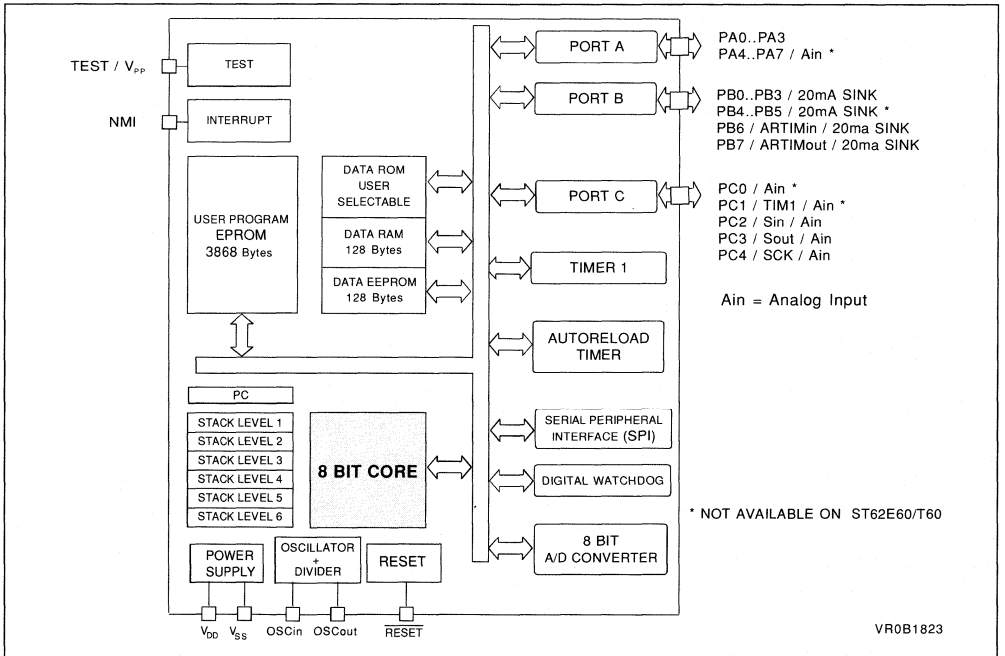 TEST / VPP
TEST
NMI
INTERRUPT
USER PROGRAM
EPROM
3868 Bytes
DATA ROM
USER
SELECTABLE
DATA RAM
128 Bytes
DATA EEPROM
128 Bytes
PC
STACK LEVEL 1
STACK LEVEL 2
STACK LEVEL 3
STACK LEVEL 4
STACK LEVEL 5
STACK LEVEL 6
8 BIT CORE
POWER
SUPPLY
OSCILLATOR
+
DIVIDER
RESET
VDD
VSS
OSCin
OSCout
RESET
PORT A
PORT B
PORT C
TIMER 1
AUTORELOAD
TIMER
SERIAL PERIPHERAL
INTERFACE (SPI)
DIGITAL WATCHDOG
8 BIT
A/D CONVERTER
PA0..PA3
PA4..PA7 / Ain *
PB0..PB3 / 20mA SINK
PB4..PB5 / 20mA SINK *
PB6 / ARTIMin / 20ma SINK
PB7 / ARTIMout / 20ma SINK
PC0 / Ain *
PC1 / TIM1 / Ain *
PC2 / Sin / Ain
PC3 / Sout / Ain
PC4 / SCK / Ain
Ain = Analog Input
* NOT AVAILABLE ON ST62E60/T60
VR0B1823